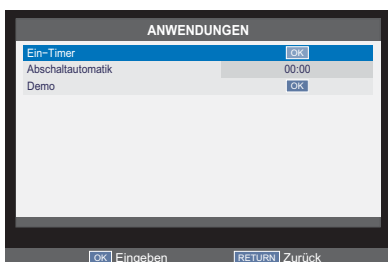 ANWENDUNGEN
Ein-Timer OK
Abschaltautomatik 00:00
Demo OK
OK Eingeben RETURN Zurück